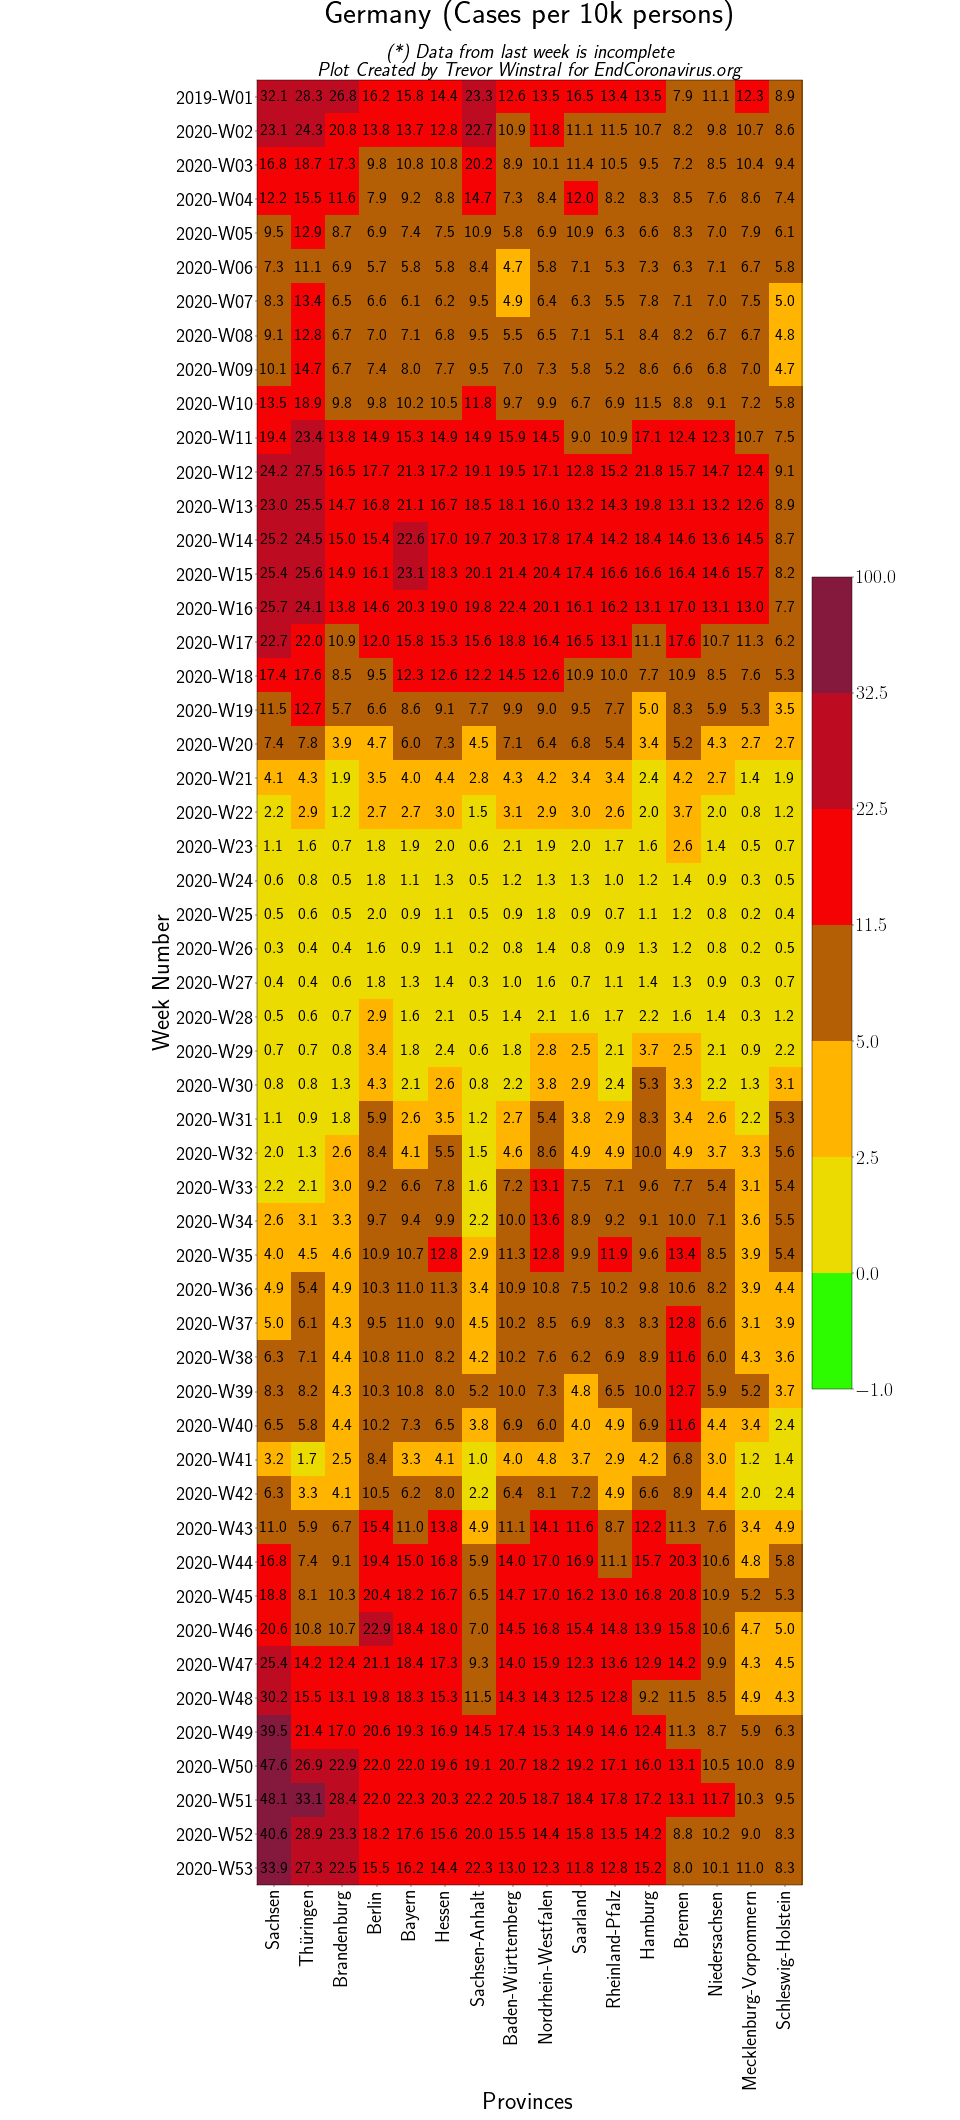 Germany (Cases per 10k persons)
(*) Data from last week is incomplete
Plot Created by Trevor Winstral for EndCoronavirus.org
2019-W01 32.1 28.3 26.8 16.2 15.8 14.4 23.3 12.6 13.5 16.5 13.4 13.5 7.9 11.1 12.3 8.9
2020-W02 23.1 24.3 20.8 13.8 13.7 12.8 22.7 10.9 11.8 11.1 11.5 10.7 8.2 9.8 10.7 8.6
2020-W03 16.8 18.7 17.3 9.8 10.8 10.8 20.2 8.9 10.1 11.4 10.5 9.5 7.2 8.5 10.4 9.4
2020-W04 12.2 15.5 11.6 7.9 9.2 8.8 14.7 7.3 8.4 12.0 8.2 8.3 8.5 7.6 8.6 7.4
2020-W05 9.5 12.9 8.7 6.9 7.4 7.5 10.9 5.8 6.9 10.9 6.3 6.6 8.3 7.0 7.9 6.1
2020-W06 7.3 11.1 6.9 5.7 5.8 5.8 8.4 4.7 5.8 7.1 5.3 7.3 6.3 7.1 6.7 5.8
2020-W07 8.3 13.4 6.5 6.6 6.1 6.2 9.5 4.9 6.4 6.3 5.5 7.8 7.1 7.0 7.5 5.0
2020-W08 9.1 12.8 6.7 7.0 7.1 6.8 9.5 5.5 6.5 7.1 5.1 8.4 8.2 6.7 6.7 4.8
2020-W09 10.1 14.7 6.7 7.4 8.0 7.7 9.5 7.0 7.3 5.8 5.2 8.6 6.6 6.8 7.0 4.7
2020-W10 13.5 18.9 9.8 9.8 10.2 10.5 11.8 9.7 9.9 6.7 6.9 11.5 8.8 9.1 7.2 5.8
2020-W11 19.4 23.4 13.8 14.9 15.3 14.9 14.9 15.9 14.5 9.0 10.9 17.1 12.4 12.3 10.7 7.5
2020-W12 24.2 27.5 16.5 17.7 21.3 17.2 19.1 19.5 17.1 12.8 15.2 21.8 15.7 14.7 12.4 9.1
2020-W13 23.0 25.5 14.7 16.8 21.1 16.7 18.5 18.1 16.0 13.2 14.3 19.8 13.1 13.2 12.6 8.9
2020-W14 25.2 24.5 15.0 15.4 22.6 17.0 19.7 20.3 17.8 17.4 14.2 18.4 14.6 13.6 14.5 8.7
2020-W15 25.4 25.6 14.9 16.1 23.1 18.3 20.1 21.4 20.4 17.4 16.6 16.6 16.4 14.6 15.7 8.2
2020-W16 25.7 24.1 13.8 14.6 20.3 19.0 19.8 22.4 20.1 16.1 16.2 13.1 17.0 13.1 13.0 7.7
2020-W17 22.7 22.0 10.9 12.0 15.8 15.3 15.6 18.8 16.4 16.5 13.1 11.1 17.6 10.7 11.3 6.2
2020-W18 17.4 17.6 8.5 9.5 12.3 12.6 12.2 14.5 12.6 10.9 10.0 7.7 10.9 8.5 7.6 5.3
2020-W19 11.5 12.7 5.7 6.6 8.6 9.1 7.7 9.9 9.0 9.5 7.7 5.0 8.3 5.9 5.3 3.5
2020-W20 7.4 7.8 3.9 4.7 6.0 7.3 4.5 7.1 6.4 6.8 5.4 3.4 5.2 4.3 2.7 2.7
2020-W21 4.1 4.3 1.9 3.5 4.0 4.4 2.8 4.3 4.2 3.4 3.4 2.4 4.2 2.7 1.4 1.9
2020-W22 2.2 2.9 1.2 2.7 2.7 3.0 1.5 3.1 2.9 3.0 2.6 2.0 3.7 2.0 0.8 1.2
2020-W23 1.1 1.6 0.7 1.8 1.9 2.0 0.6 2.1 1.9 2.0 1.7 1.6 2.6 1.4 0.5 0.7
2020-W24 0.6 0.8 0.5 1.8 1.1 1.3 0.5 1.2 1.3 1.3 1.0 1.2 1.4 0.9 0.3 0.5
2020-W25 0.5 0.6 0.5 2.0 0.9 1.1 0.5 0.9 1.8 0.9 0.7 1.1 1.2 0.8 0.2 0.4
2020-W26 0.3 0.4 0.4 1.6 0.9 1.1 0.2 0.8 1.4 0.8 0.9 1.3 1.2 0.8 0.2 0.5
2020-W27 0.4 0.4 0.6 1.8 1.3 1.4 0.3 1.0 1.6 0.7 1.1 1.4 1.3 0.9 0.3 0.7
2020-W28 0.5 0.6 0.7 2.9 1.6 2.1 0.5 1.4 2.1 1.6 1.7 2.2 1.6 1.4 0.3 1.2
2020-W29 0.7 0.7 0.8 3.4 1.8 2.4 0.6 1.8 2.8 2.5 2.1 3.7 2.5 2.1 0.9 2.2
2020-W30 0.8 0.8 1.3 4.3 2.1 2.6 0.8 2.2 3.8 2.9 2.4 5.3 3.3 2.2 1.3 3.1
2020-W31 1.1 0.9 1.8 5.9 2.6 3.5 1.2 2.7 5.4 3.8 2.9 8.3 3.4 2.6 2.2 5.3
2020-W32 2.0 1.3 2.6 8.4 4.1 5.5 1.5 4.6 8.6 4.9 4.9 10.0 4.9 3.7 3.3 5.6
2020-W33 2.2 2.1 3.0 9.2 6.6 7.8 1.6 7.2 13.1 7.5 7.1 9.6 7.7 5.4 3.1 5.4
2020-W34 2.6 3.1 3.3 9.7 9.4 9.9 2.2 10.0 13.6 8.9 9.2 9.1 10.0 7.1 3.6 5.5
2020-W35 4.0 4.5 4.6 10.9 10.7 12.8 2.9 11.3 12.8 9.9 11.9 9.6 13.4 8.5 3.9 5.4
2020-W36 4.9 5.4 4.9 10.3 11.0 11.3 3.4 10.9 10.8 7.5 10.2 9.8 10.6 8.2 3.9 4.4
2020-W37 5.0 6.1 4.3 9.5 11.0 9.0 4.5 10.2 8.5 6.9 8.3 8.3 12.8 6.6 3.1 3.9
2020-W38 6.3 7.1 4.4 10.8 11.0 8.2 4.2 10.2 7.6 6.2 6.9 8.9 11.6 6.0 4.3 3.6
2020-W39 8.3 8.2 4.3 10.3 10.8 8.0 5.2 10.0 7.3 4.8 6.5 10.0 12.7 5.9 5.2 3.7
2020-W40 6.5 5.8 4.4 10.2 7.3 6.5 3.8 6.9 6.0 4.0 4.9 6.9 11.6 4.4 3.4 2.4
2020-W41 3.2 1.7 2.5 8.4 3.3 4.1 1.0 4.0 4.8 3.7 2.9 4.2 6.8 3.0 1.2 1.4
2020-W42 6.3 3.3 4.1 10.5 6.2 8.0 2.2 6.4 8.1 7.2 4.9 6.6 8.9 4.4 2.0 2.4
2020-W43 11.0 5.9 6.7 15.4 11.0 13.8 4.9 11.1 14.1 11.6 8.7 12.2 11.3 7.6 3.4 4.9
2020-W44 16.8 7.4 9.1 19.4 15.0 16.8 5.9 14.0 17.0 16.9 11.1 15.7 20.3 10.6 4.8 5.8
2020-W45 18.8 8.1 10.3 20.4 18.2 16.7 6.5 14.7 17.0 16.2 13.0 16.8 20.8 10.9 5.2 5.3
2020-W46 20.6 10.8 10.7 22.9 18.4 18.0 7.0 14.5 16.8 15.4 14.8 13.9 15.8 10.6 4.7 5.0
2020-W47 25.4 14.2 12.4 21.1 18.4 17.3 9.3 14.0 15.9 12.3 13.6 12.9 14.2 9.9 4.3 4.5
2020-W48 30.2 15.5 13.1 19.8 18.3 15.3 11.5 14.3 14.3 12.5 12.8 9.2 11.5 8.5 4.9 4.3
2020-W49 39.5 21.4 17.0 20.6 19.3 16.9 14.5 17.4 15.3 14.9 14.6 12.4 11.3 8.7 5.9 6.3
2020-W50 47.6 26.9 22.9 22.0 22.0 19.6 19.1 20.7 18.2 19.2 17.1 16.0 13.1 10.5 10.0 8.9
2020-W51 48.1 33.1 28.4 22.0 22.3 20.3 22.2 20.5 18.7 18.4 17.8 17.2 13.1 11.7 10.3 9.5
2020-W52 40.6 28.9 23.3 18.2 17.6 15.6 20.0 15.5 14.4 15.8 13.5 14.2 8.8 10.2 9.0 8.3
2020-W53 33.9 27.3 22.5 15.5 16.2 14.4 22.3 13.0 12.3 11.8 12.8 15.2 8.0 10.1 11.0 8.3
Week Number
Sachsen
Thüringen
Brandenburg
Berlin
Bayern
Hessen
Sachsen-Anhalt
Baden-Württemberg
Nordrhein-Westfalen
Saarland
Rheinland-Pfalz
Hamburg
Bremen
Niedersachsen
Mecklenburg-Vorpommern
Schleswig-Holstein
Provinces
100.0
32.5
22.5
11.5
5.0
2.5
0.0
−1.0